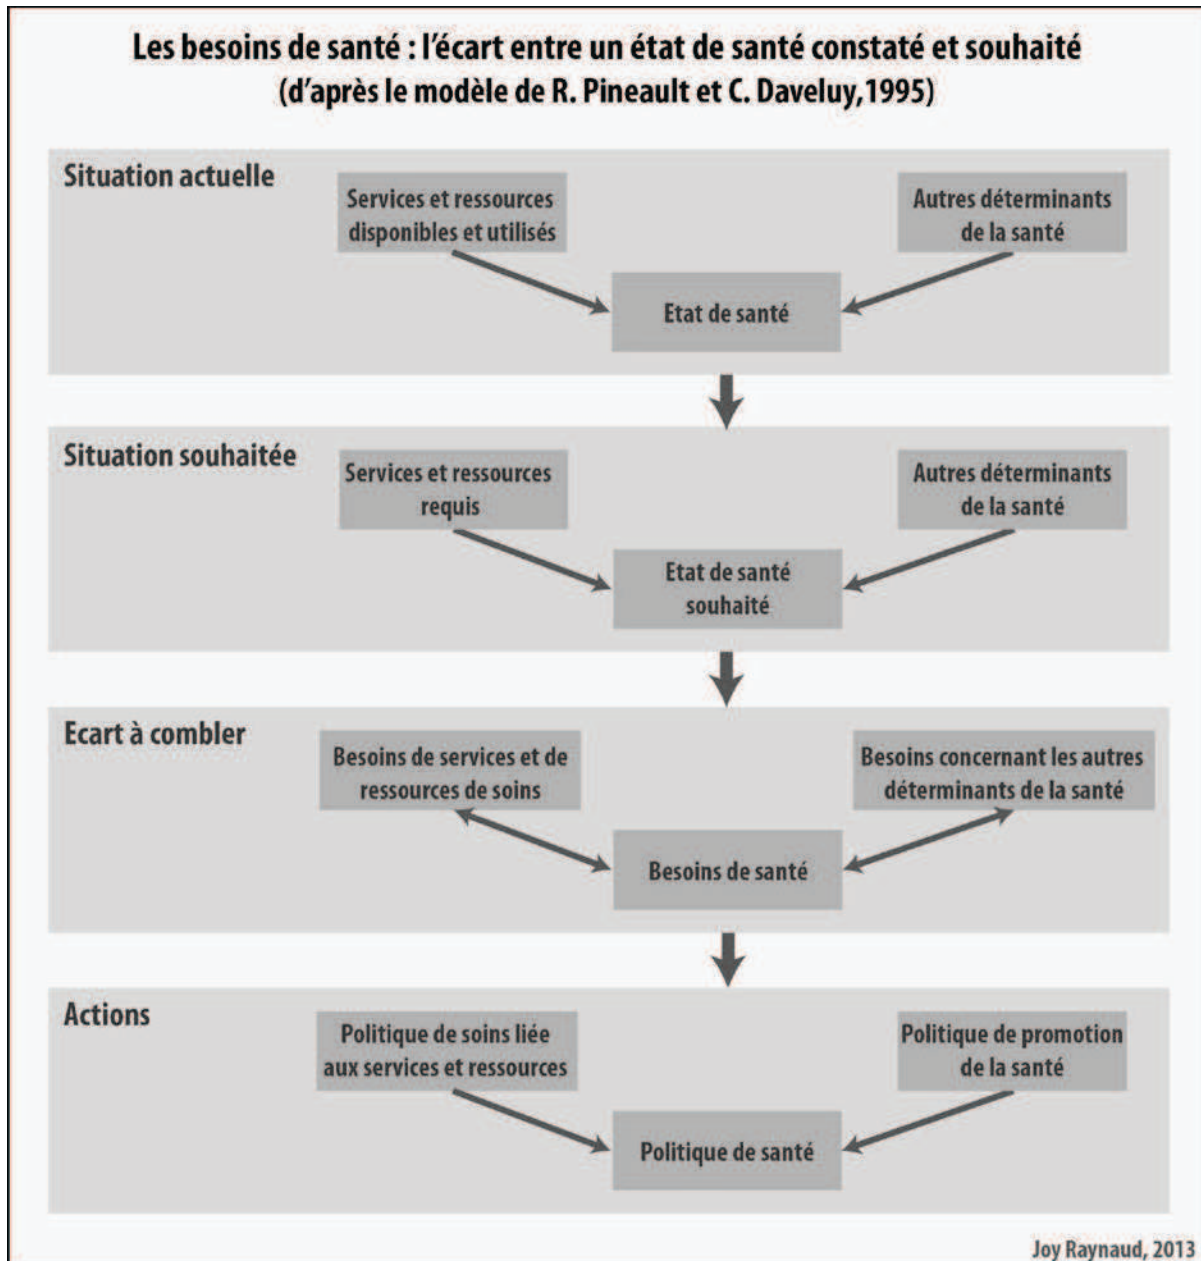 Les besoins de santé : l'écart entre un état de santé constaté et souhaité
(d'après le modèle de R. Pineault et C. Daveluy,1995)
Situation actuelle
Services et ressources
disponibles et utilisés
Autres déterminants
de la santé
Etat de santé
Situation souhaitée
Services et ressources
requis
Autres déterminants
de la santé
Etat de santé
souhaité
Ecart à combler
Besoins de services et de
ressources de soins
Besoins concernant les autres
déterminants de la santé
Besoins de santé
Actions
Politique de soins liée
aux services et ressources
Politique de promotion
de la santé
Politique de santé
Joy Raynaud, 2013